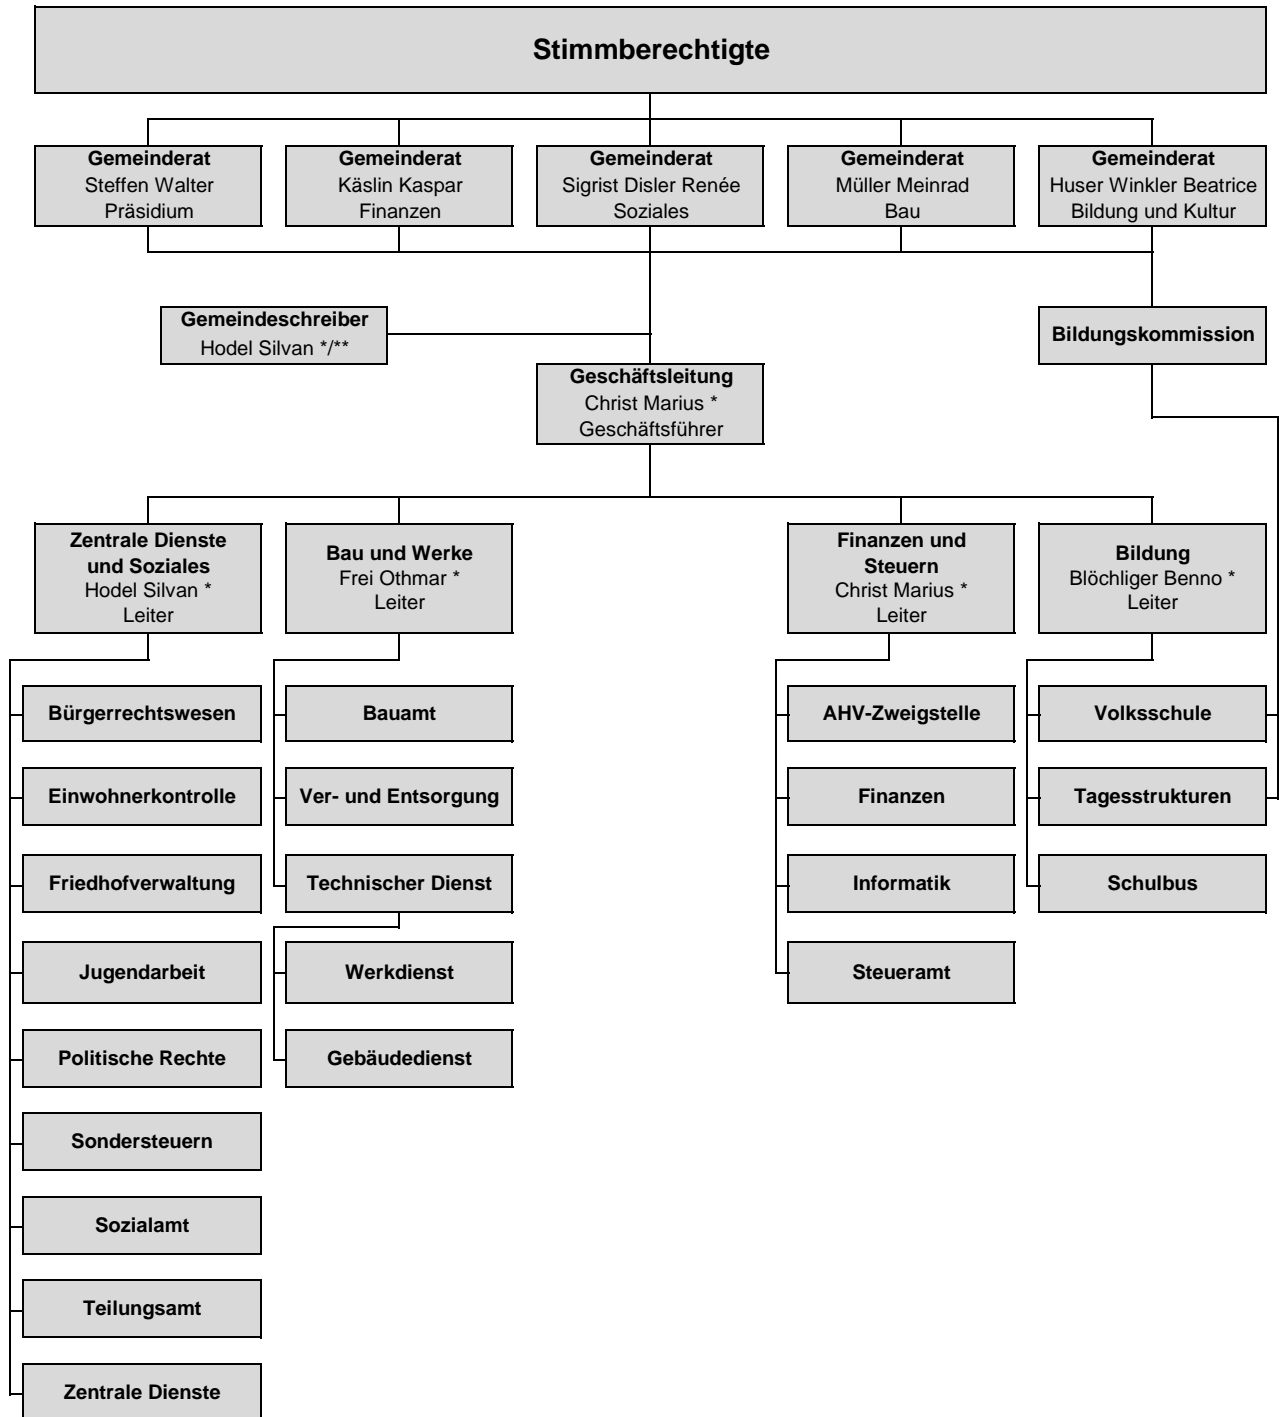 Stimmberechtigte
Gemeinderat
Steffen Walter
Präsidium
Gemeinderat
Käslin Kaspar
Finanzen
Gemeinderat
Sigrist Disler Renée
Soziales
Gemeinderat
Müller Meinrad
Bau
Gemeinderat
Huser Winkler Beatrice
Bildung und Kultur
Gemeindeschreiber
Hodel Silvan */**
Bildungskommission
Geschäftsleitung
Christ Marius *
Geschäftsführer
Zentrale Dienste
und Soziales
Hodel Silvan *
Leiter
Bau und Werke
Frei Othmar *
Leiter
Finanzen und
Steuern
Christ Marius *
Leiter
Bildung
Blöchliger Benno *
Leiter
Bürgerrechtswesen
Bauamt
AHV-Zweigstelle
Volksschule
Einwohnerkontrolle
Ver- und Entsorgung
Finanzen
Tagesstrukturen
Friedhofverwaltung
Technischer Dienst
Informatik
Schulbus
Jugendarbeit
Werkdienst
Steueramt
Politische Rechte
Gebäudedienst
Sondersteuern
Sozialamt
Teilungsamt
Zentrale Dienste